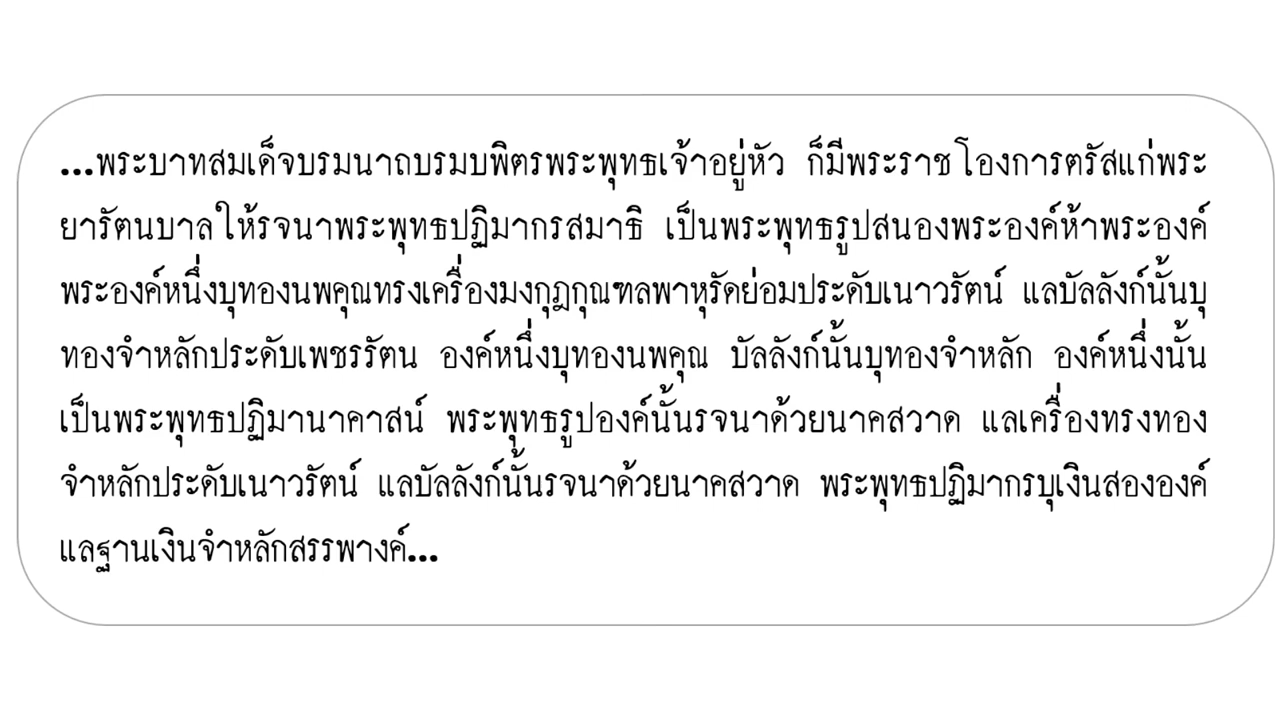 ...พระบาทสมเด็จบรมนาถบรมบพิตรพระพุทธเจ้าอยู่หัว ก็มีพระราชโองการตรัสแก่พระ
ยารัตนบาลให้รจนาพระพุทธปฏิมากรสมาธิ เป็นพระพุทธรูปสนองพระองค์ห้าพระองค์
พระองค์หนึ่งบุทองนพคุณทรงเครื่องมงกุฎกุณฑลพาหุรัดย่อมประดับเนาวรัตน์ แลบัลลังก์นั้นบุ
ทองจำหลักประดับเพชรรัตน องค์หนึ่งบุทองนพคุณ บัลลังก์นั้นบุทองจำหลัก องค์หนึ่งนั้น
เป็นพระพุทธปฏิมานาคาสน์ พระพุทธรูปองค์นั้นรจนาด้วยนาคสวาด แลเครื่องทรงทอง
จำหลักประดับเนาวรัตน์ แลบัลลังก์นั้นรจนาด้วยนาคสวาด พระพุทธปฏิมากรบุเงินสององค์
แลฐานเงินจำหลักสรรพางค์...